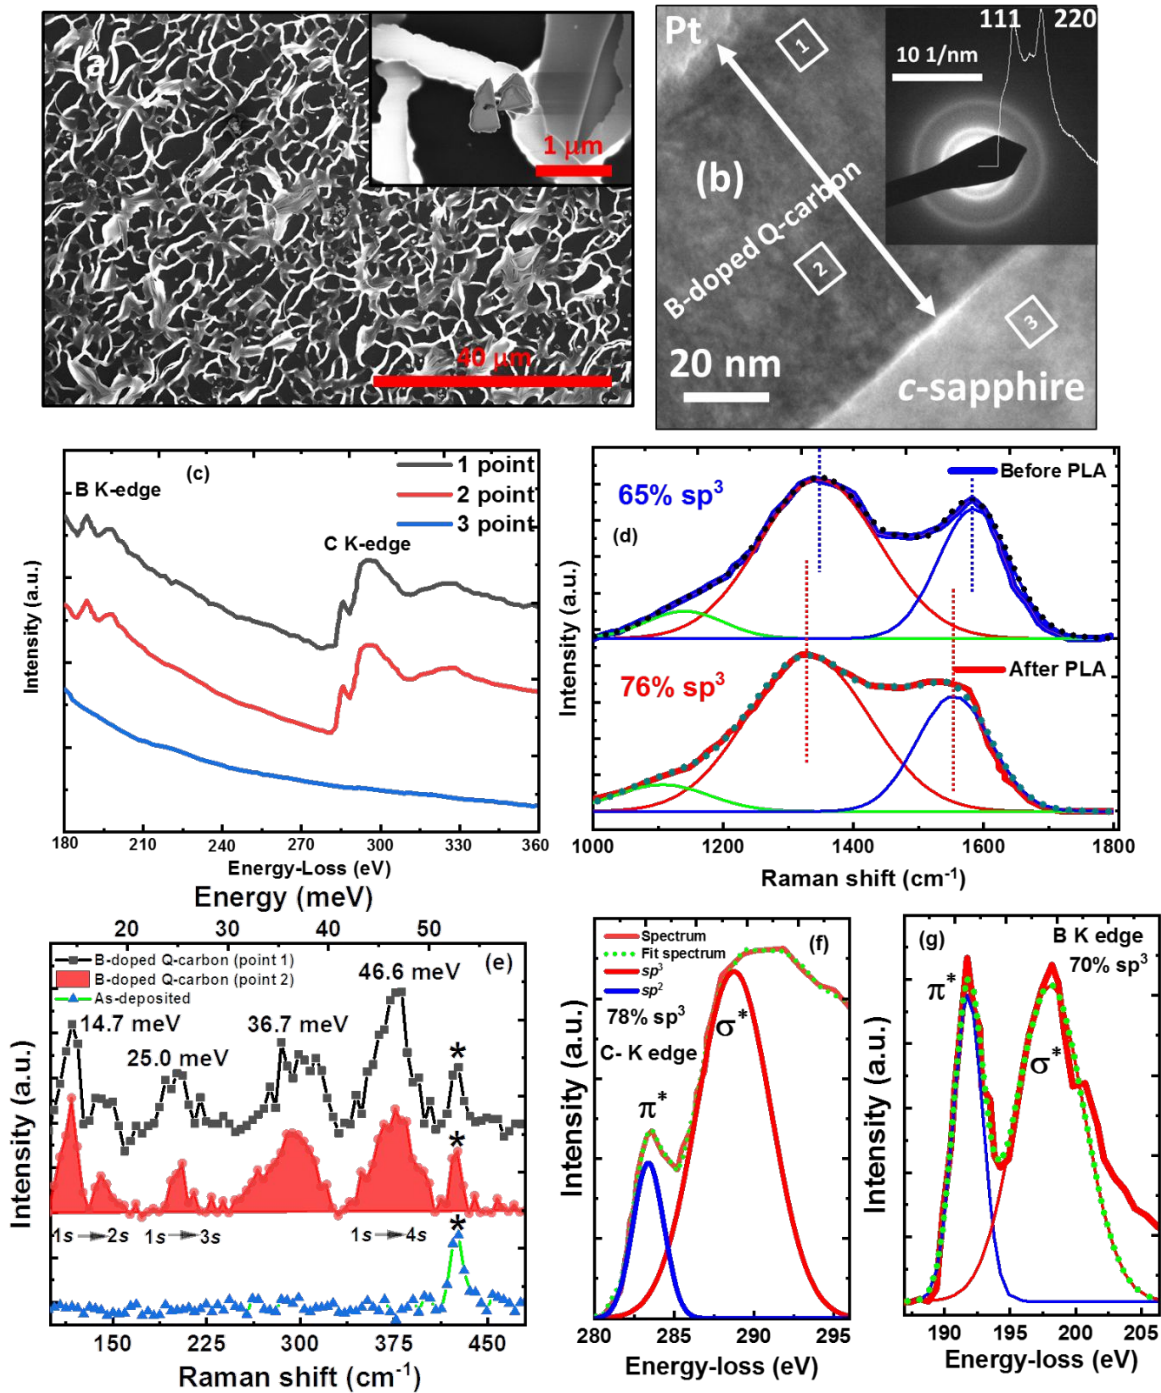 (a)
1 μm
40 μm
Pt
1
111 220
10 1/nm
(b)
B-doped Q-carbon
2
3
20 nm
c-sapphire
(c)
1 point
2 point
3 point
B K-edge
C K-edge
Intensity (a.u.)
180 210 240 270 300 330 360
Energy-Loss (eV)
65% sp³
Before PLA
(d)
76% sp³
After PLA
Intensity (a.u.)
1000 1200 1400 1600 1800
Raman shift (cm⁻¹)
Energy (meV)
20 30 40 50
B-doped Q-carbon (point 1)
B-doped Q-carbon (point 2)
As-deposited
(e)
46.6 meV
14.7 meV
36.7 meV
25.0 meV
*
*
*
1s → 2s 1s → 3s 1s → 4s
Intensity (a.u.)
150 225 300 375 450
Raman shift (cm⁻¹)
Spectrum
Fit spectrum
sp³
sp²
(f)
78% sp³
C- K edge
π*
σ*
Intensity (a.u.)
280 285 290 295
Energy-loss (eV)
(g)
B K edge
70% sp³
π*
σ*
Intensity (a.u.)
190 195 200 205
Energy-loss (eV)